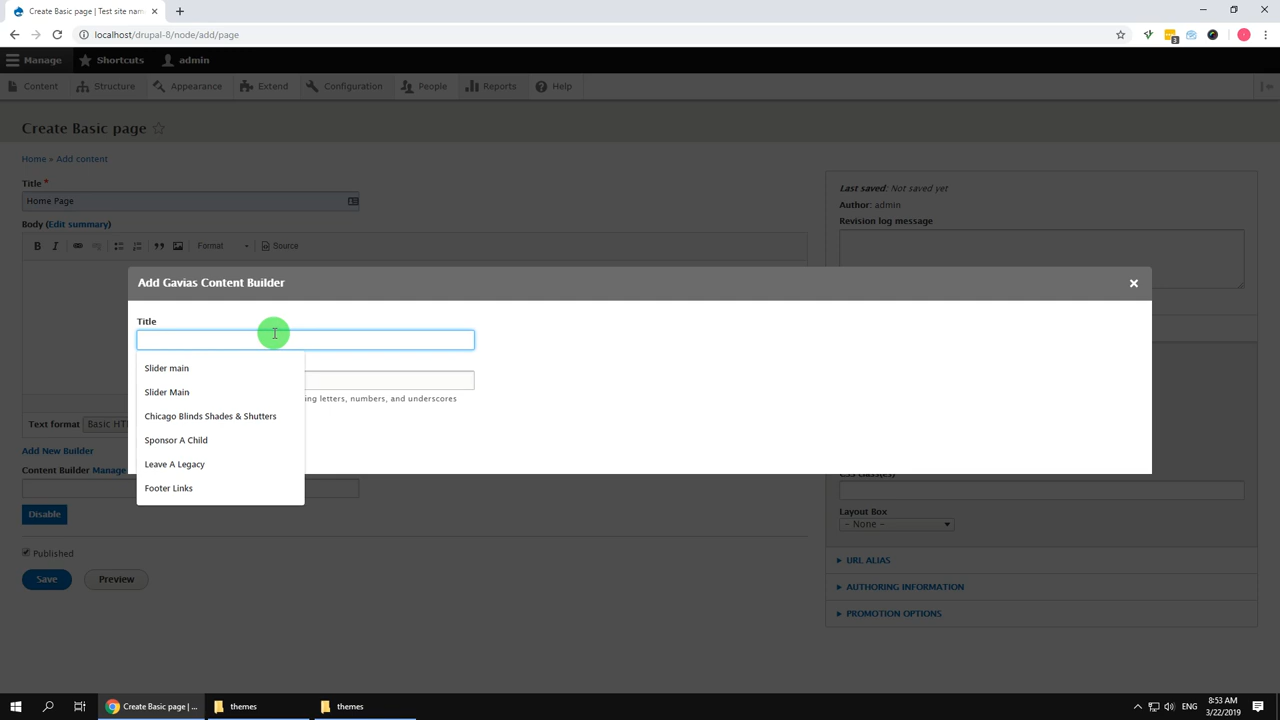 Create Basic page | Test site nam
localhost/drupal-8/node/add/page
3
Manage
Shortcuts
admin
Content
Structure
Appearance
Extend
Configuration
People
Reports
Help
Create Basic page
Home » Add content
Title *
Home Page
Body (Edit summary)
B I
Format
Source
Last saved: Not saved yet
Author: admin
Revision log message
Add Gavias Content Builder
Title
Slider main
Slider Main
Chicago Blinds Shades & Shutters
Sponsor A Child
Leave A Legacy
Footer Links
ing letters, numbers, and underscores
Text format Basic HT
Add New Builder
Content Builder Manage
Disable
Published
Save
Preview
Css class(es)
Layout Box
- None -
URL ALIAS
AUTHORING INFORMATION
PROMOTION OPTIONS
Create Basic page | ...
themes
themes
ENG
8:53 AM
3/22/2019